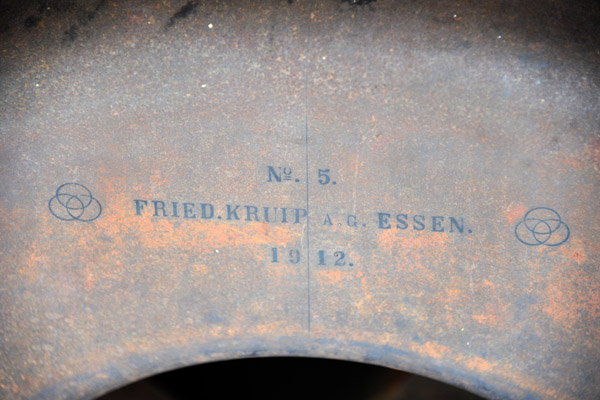 Nº. 5.
FRIED. KRUPP A.G. ESSEN.
1912.